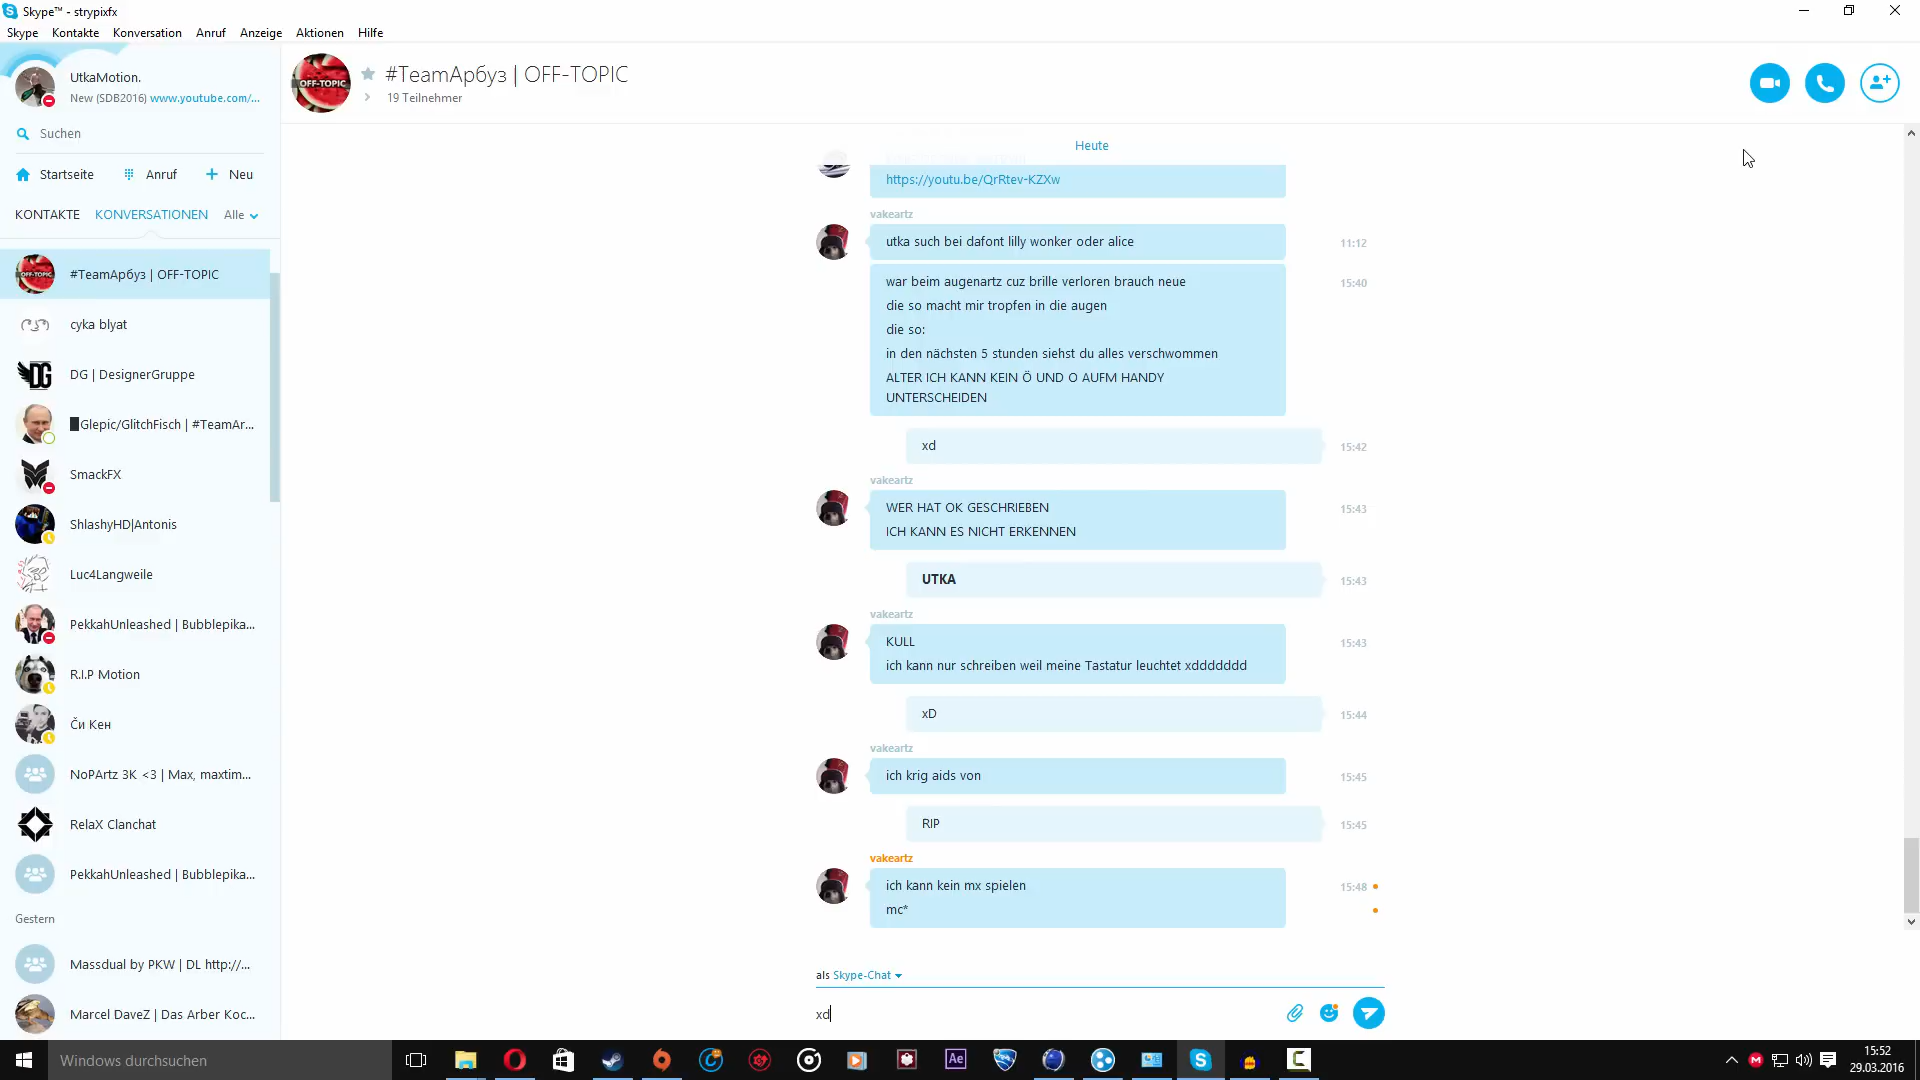 Skype™ - strypixfx
Skype Kontakte Konversation Anruf Aktionen Anzeige Hilfe
UtkaMotion.
New (SDB2016) www.youtube.com/...
Suchen
Startseite Anruf Neu
KONTAKTE KONVERSATIONEN Alle
#TeamАрбуз | OFF-TOPIC
cyka blyat
DG | DesignerGruppe
Glepic/GlitchFisch | #TeamAr...
SmackFX
ShlashyHD|Antonis
Luc4Langweile
PekkahUnleashed | Bubblepika...
R.I.P Motion
Či Кен
NoPArtz 3K <3 | Max, maxtim...
RelaX Clanchat
PekkahUnleashed | Bubblepika...
Gestern
Massdual by PKW | DL http://...
Marcel DaveZ | Das Arber Koc...
OFF-TOPIC
#TeamАрбуз | OFF-TOPIC
19 Teilnehmer
Heute
https://youtu.be/QrRtev-KZXw
vakeartz
utka such bei dafont lilly wonker oder alice 11:12
war beim augenartz cuz brille verloren brauch neue 15:40
die so macht mir tropfen in die augen
die so:
in den nächsten 5 stunden siehst du alles verschwommen
ALTER ICH KANN KEIN Ö UND O AUFM HANDY
UNTERSCHEIDEN
xd 15:42
vakeartz
WER HAT OK GESCHRIEBEN 15:43
ICH KANN ES NICHT ERKENNEN
UTKA 15:43
vakeartz
KULL 15:43
ich kann nur schreiben weil meine Tastatur leuchtet xddddddd
xD 15:44
vakeartz
ich krig aids von 15:45
RIP 15:45
vakeartz
ich kann kein mx spielen 15:48
mc*
als Skype-Chat
xd
Windows durchsuchen
15:52
29.03.2016